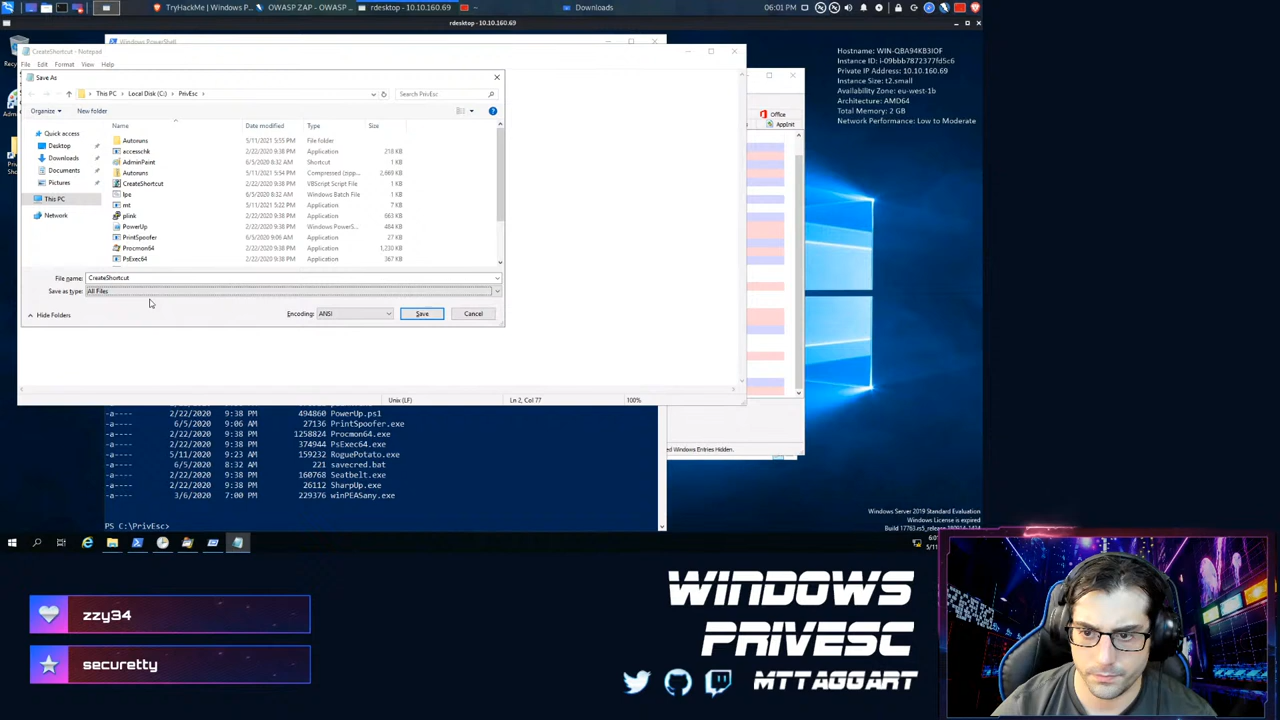 TryHackMe | Windows P...
OWASP ZAP - OWASP ...
rdesktop - 10.10.160.69
Downloads
06:01 PM
rdesktop - 10.10.160.69
Windows PowerShell
CreateShortcut - Notepad
File Edit Format View Help
Save As
This PC > Local Disk (C:) > PrivEsc >
Search PrivEsc
Organize
New folder
Name Date modified Type Size
Quick access
Desktop
Downloads
Documents
Pictures
This PC
Network
Autoruns 5/11/2021 5:55 PM File folder
accesschk 2/22/2020 9:38 PM Application 218 KB
AdminPaint 6/5/2020 8:32 AM Shortcut 1 KB
Autoruns 5/11/2021 5:54 PM Compressed (zipp... 2,669 KB
CreateShortcut 2/22/2020 9:38 PM VBScript Script File 1 KB
lpe 6/5/2020 8:32 AM Windows Batch File 1 KB
mt 5/11/2021 5:22 PM Application 7 KB
plink 2/22/2020 9:38 PM Application 663 KB
PowerUp 2/22/2020 9:38 PM Windows PowerS... 484 KB
PrintSpoofer 6/5/2020 9:06 AM Application 27 KB
Procmon64 2/22/2020 9:38 PM Application 1,230 KB
PsExec64 2/22/2020 9:38 PM Application 367 KB
File name: CreateShortcut
Save as type: All Files
Hide Folders
Encoding: ANSI
Save
Cancel
Unix (LF) Ln 2, Col 77 100%
Office
AppInit
d Windows Entries Hidden.
Hostname: WIN-QBA94KB3IOF
Instance ID: i-09bbb7872377fd5c6
Private IP Address: 10.10.160.69
Instance Size: t2.small
Availability Zone: eu-west-1b
Architecture: AMD64
Total Memory: 2 GB
Network Performance: Low to Moderate
-a---- 2/22/2020 9:38 PM 494860 PowerUp.ps1
-a---- 6/5/2020 9:06 AM 27136 PrintSpoofer.exe
-a---- 2/22/2020 9:38 PM 1258824 Procmon64.exe
-a---- 2/22/2020 9:38 PM 374944 PsExec64.exe
-a---- 5/11/2020 9:23 AM 159232 RoguePotato.exe
-a---- 6/5/2020 8:32 AM 221 savecred.bat
-a---- 2/22/2020 9:38 PM 160768 Seatbelt.exe
-a---- 2/22/2020 9:38 PM 26112 SharpUp.exe
-a---- 3/6/2020 7:00 PM 229376 winPEASany.exe
PS C:\PrivEsc>
Windows Server 2019 Standard Evaluation
Windows License is expired
zzy34
securetty
WINDOWS
PRIVESC
MTTAGGART